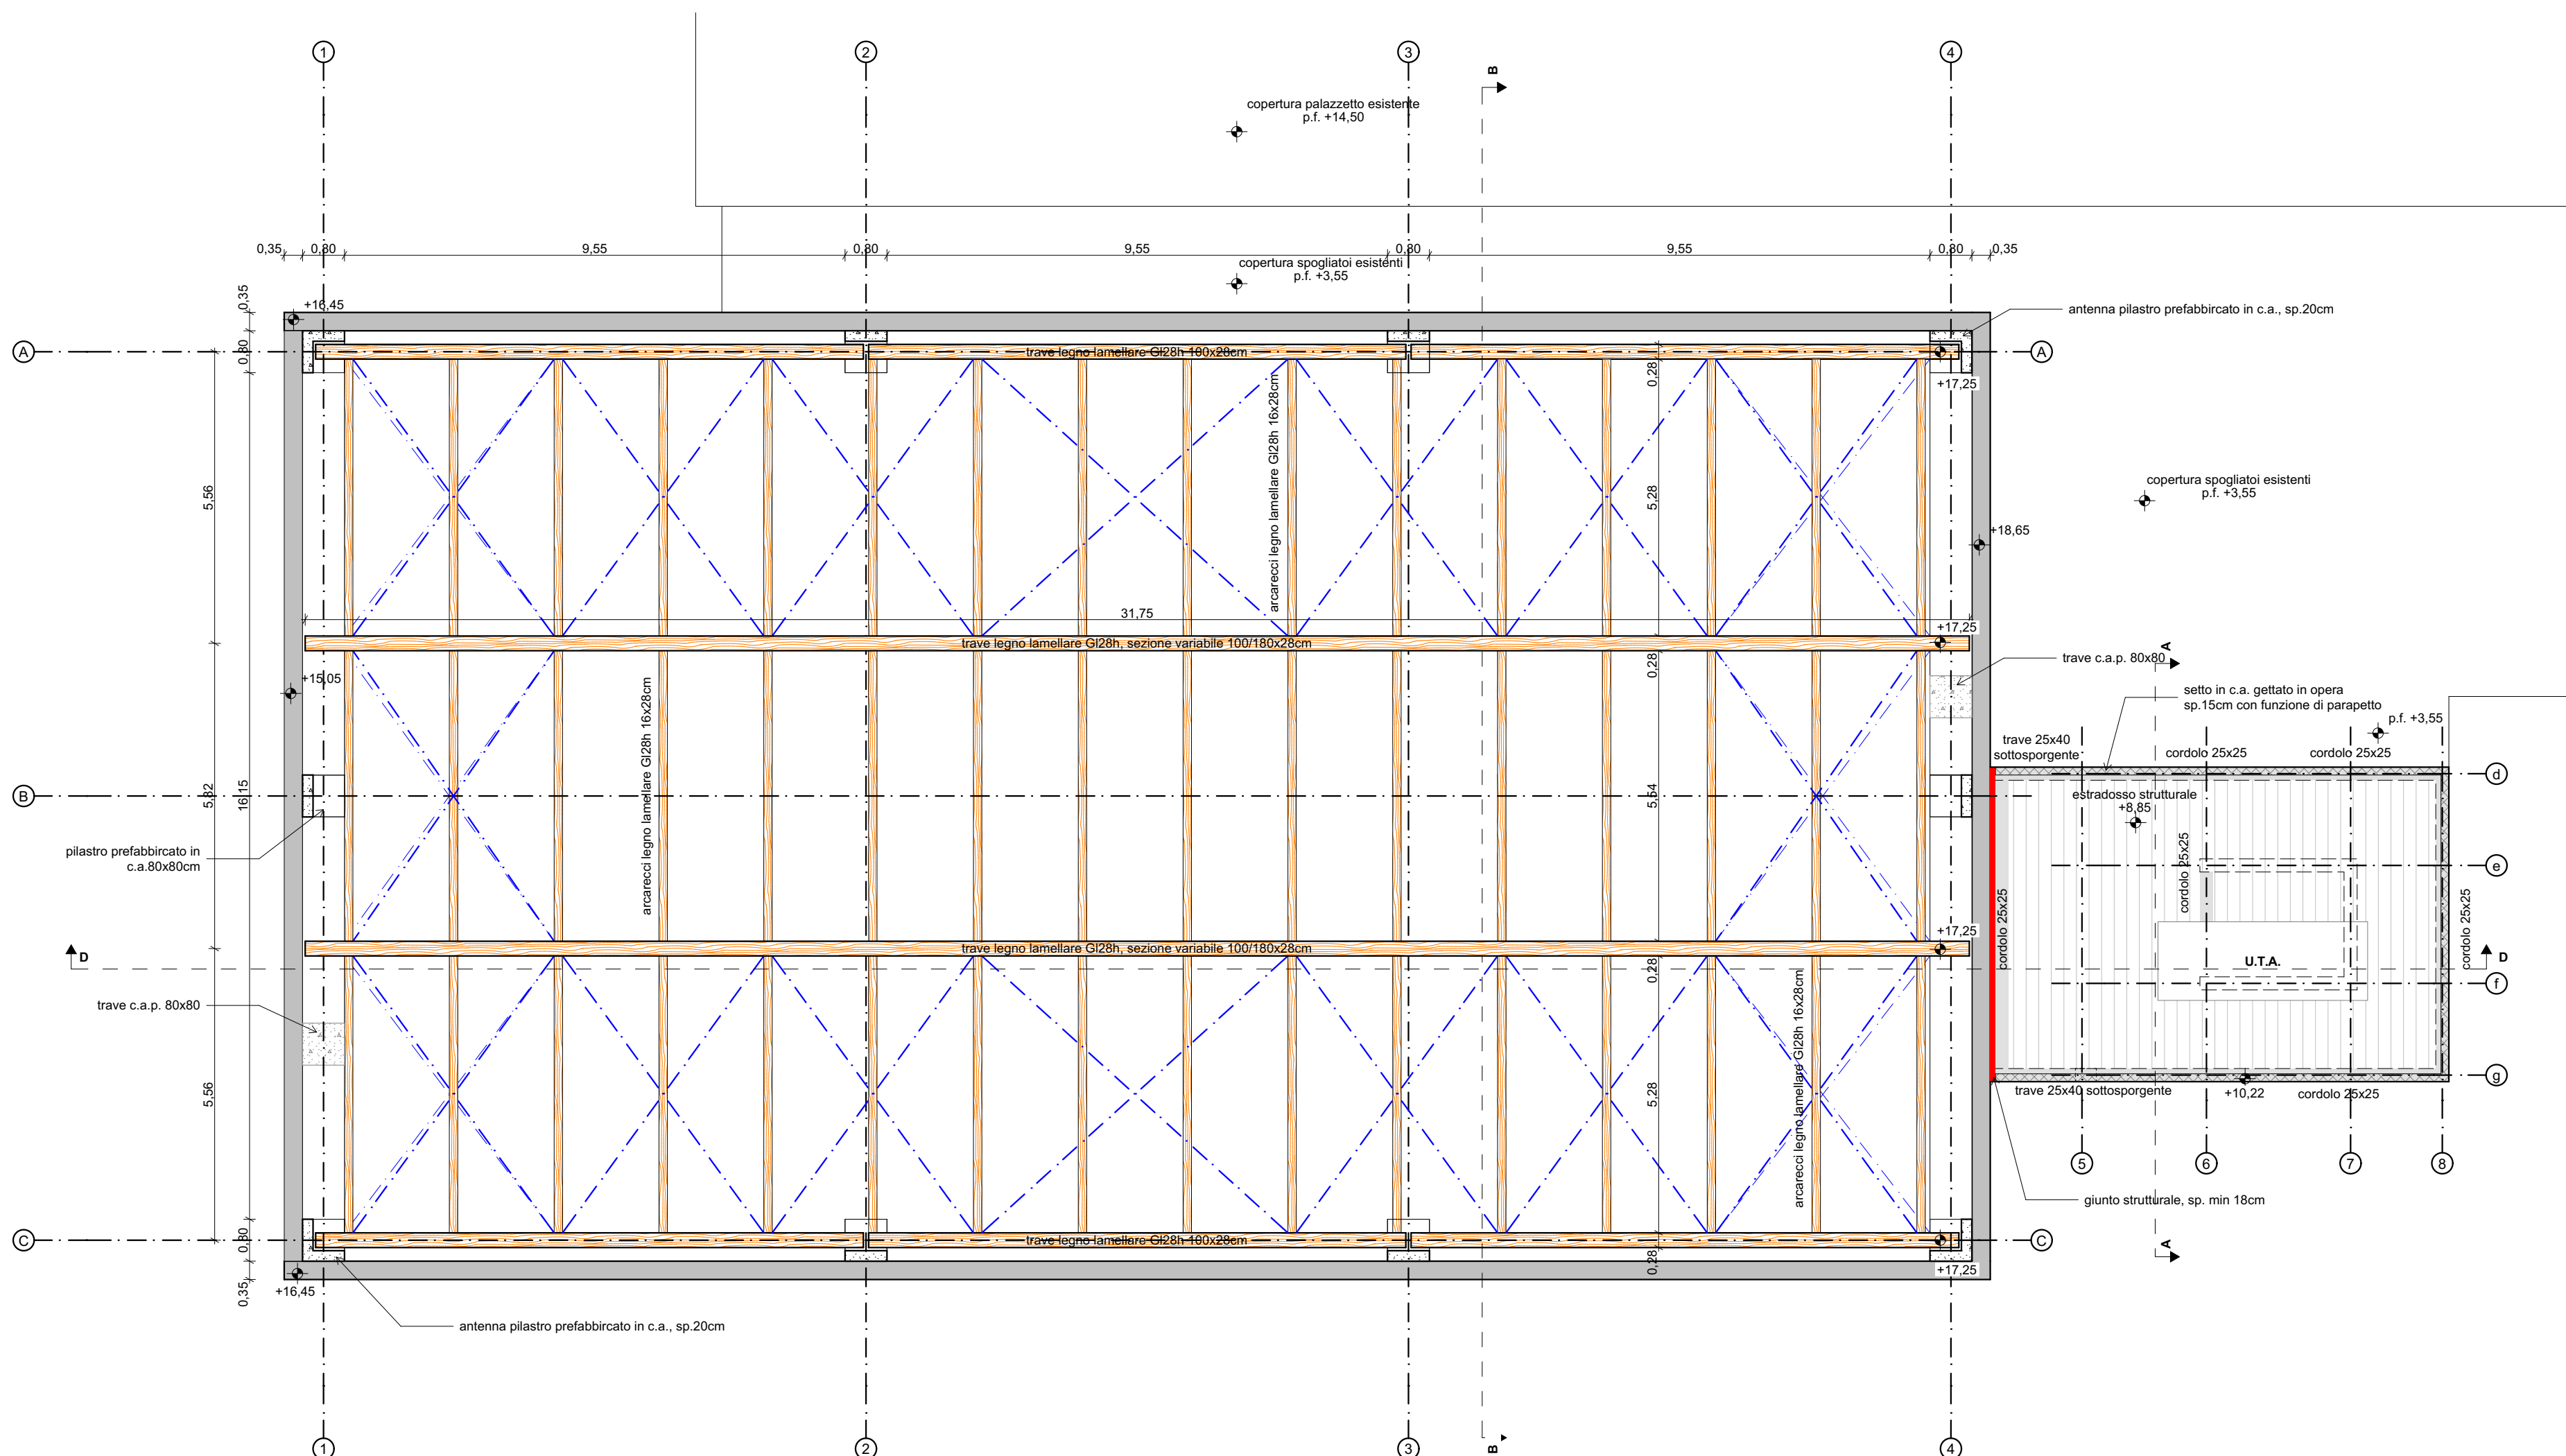 1
2
3
4
B
copertura palazzetto esistente
p.f. +14,50
0,35
0,80
9,55
0,80
9,55
0,80
9,55
0,80
0,35
copertura spogliatoi esistenti
p.f. +3,55
0,35
+16,45
antenna pilastro prefabbircato in c.a., sp.20cm
A
0,80
trave legno lamellare Gl28h 100x28cm
A
0,28
+17,25
arcarecci legno lamellare Gl28h 16x28cm
5,56
5,28
copertura spogliatoi esistenti
p.f. +3,55
+18,65
31,75
+17,25
trave legno lamellare Gl28h, sezione variabile 100/180x28cm
0,28
trave c.a.p. 80x80
A
+15,05
setto in c.a. gettato in opera
sp.15cm con funzione di parapetto
p.f. +3,55
arcarecci legno lamellare Gl28h 16x28cm
trave 25x40
sottosporgente
cordolo 25x25
cordolo 25x25
d
B
5,82
16,15
5,54
estradosso strutturale
+8,85
pilastro prefabbircato in
c.a.80x80cm
cordolo 25x25
e
cordolo 25x25
cordolo 25x25
+17,25
trave legno lamellare Gl28h, sezione variabile 100/180x28cm
D
0,28
U.T.A.
D
f
trave c.a.p. 80x80
arcarecci legno lamellare Gl28h 16x28cm
5,56
5,28
g
trave 25x40 sottosporgente
+10,22
cordolo 25x25
5
6
7
8
giunto strutturale, sp. min 18cm
C
0,80
trave legno lamellare Gl28h 100x28cm
C
A
0,28
+17,25
0,35
+16,45
antenna pilastro prefabbircato in c.a., sp.20cm
1
2
3
B
4